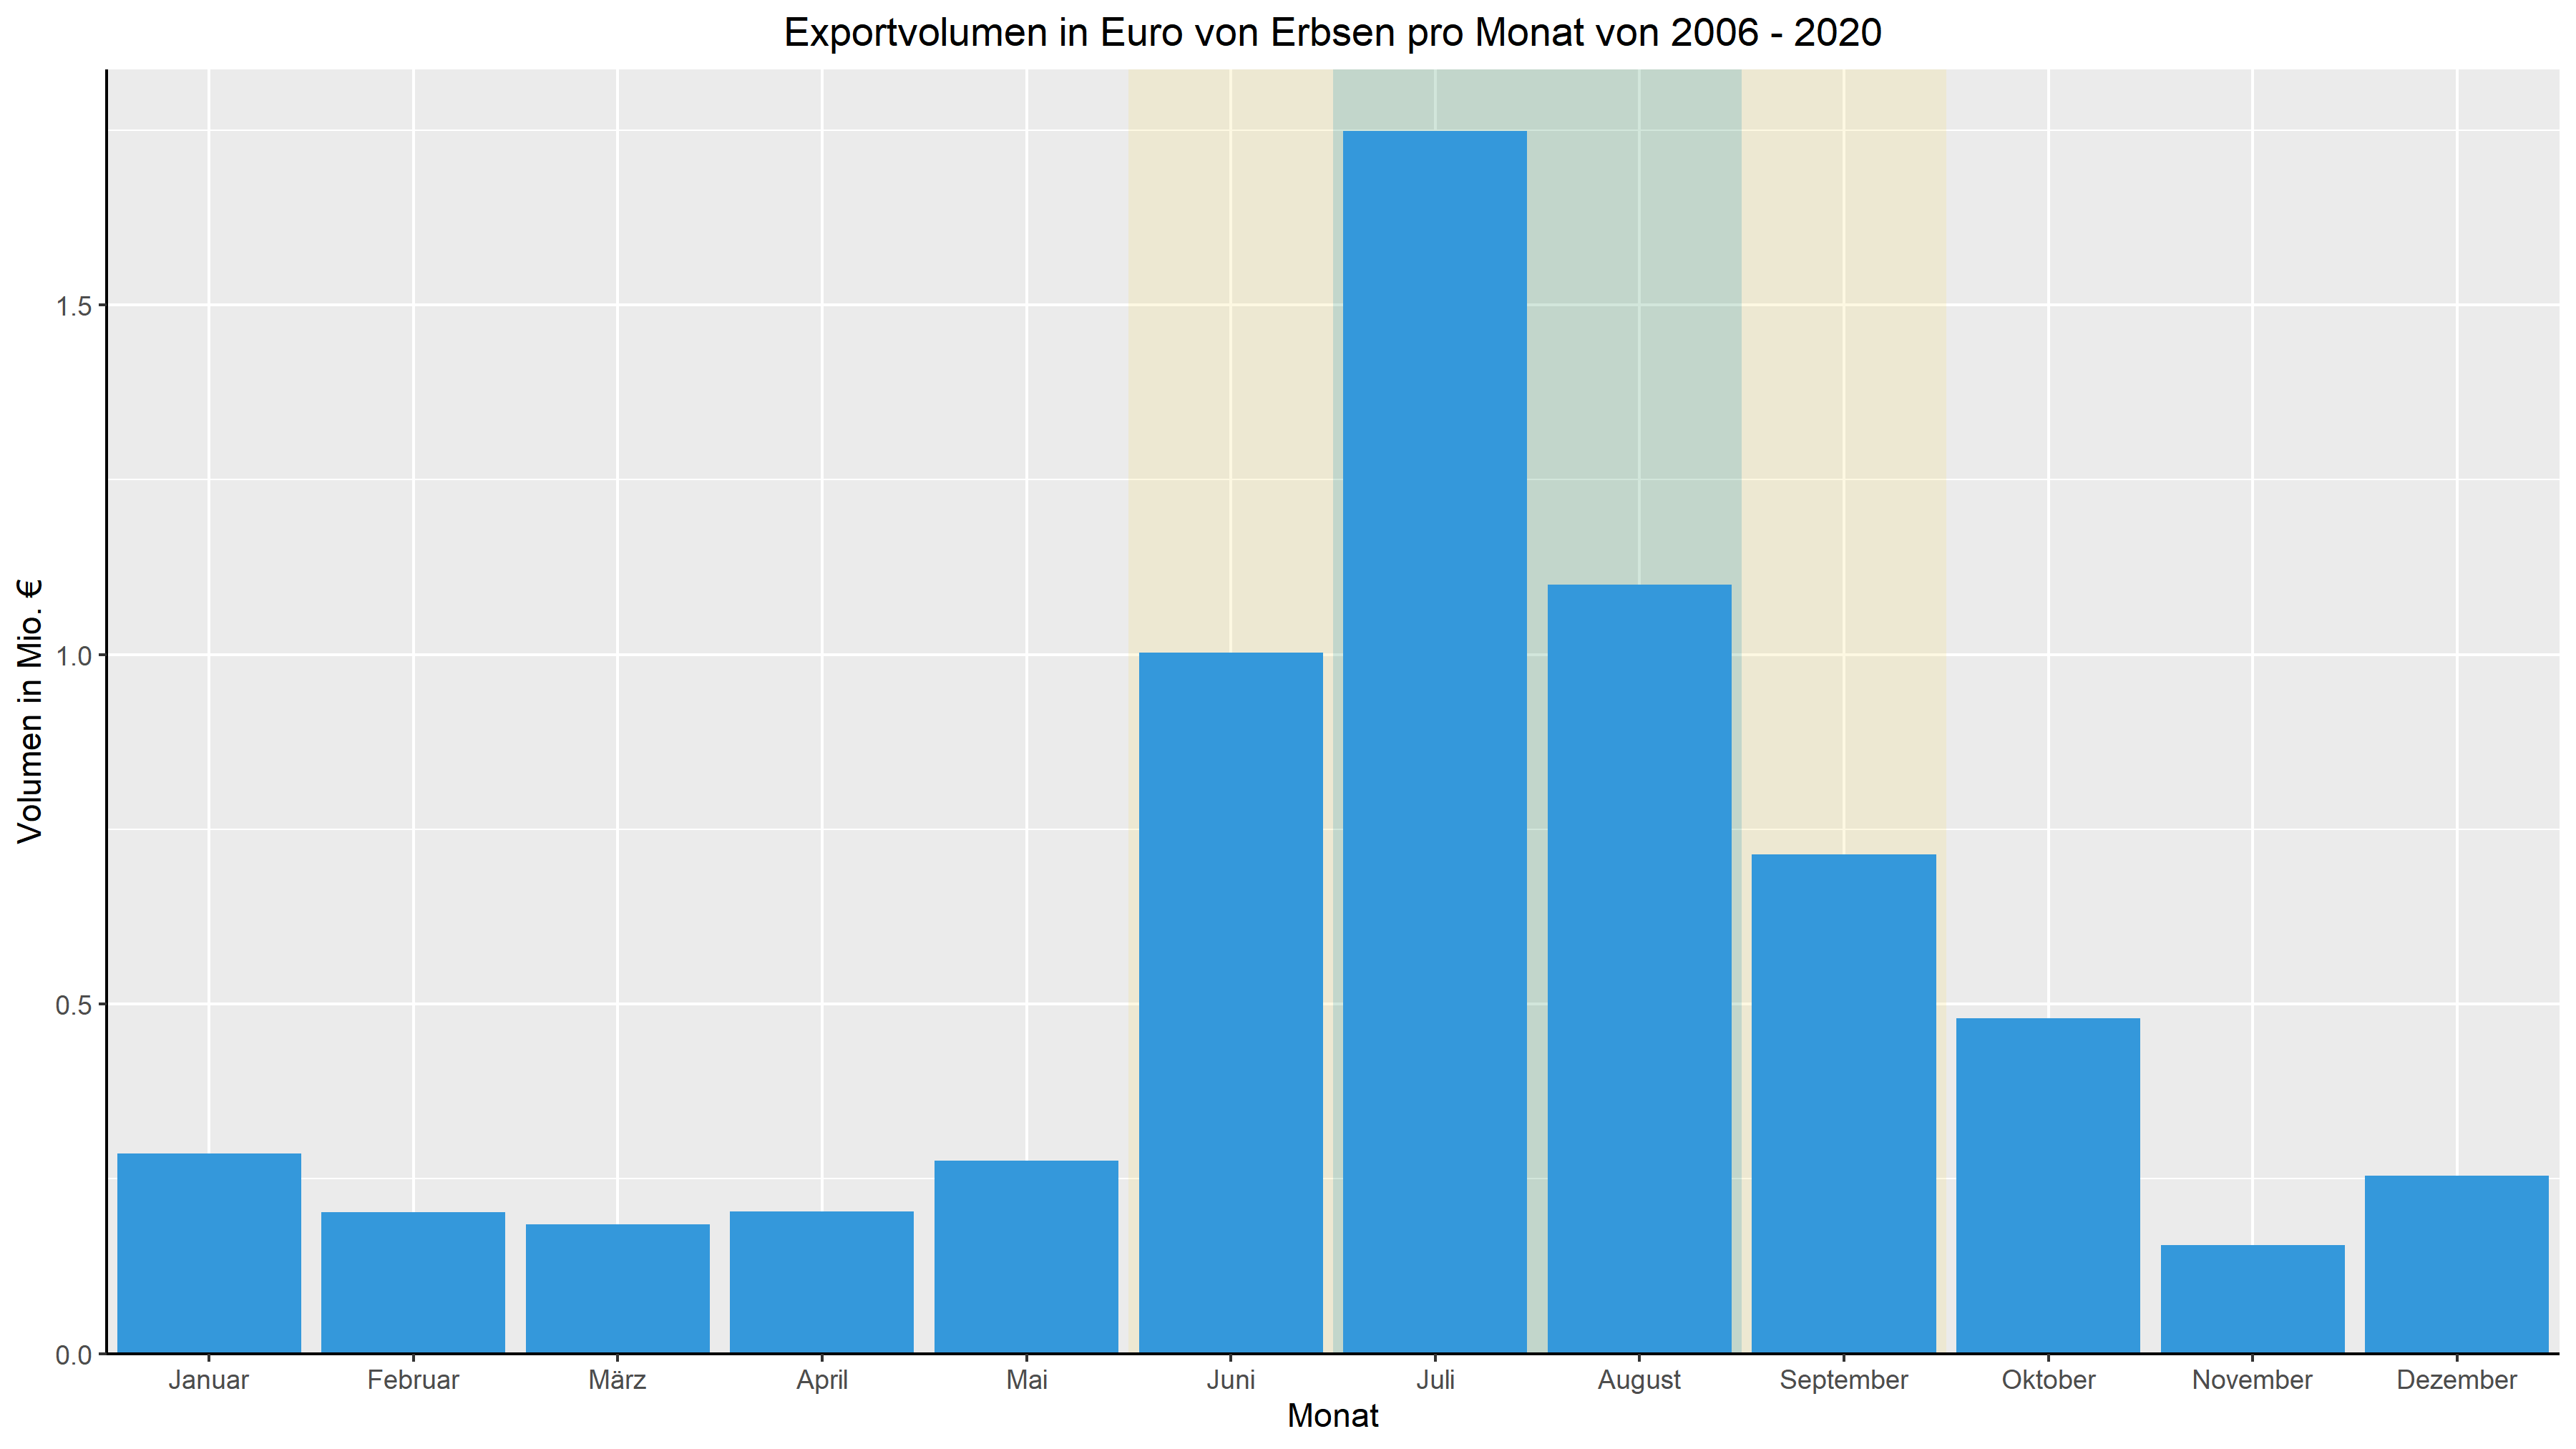 Exportvolumen in Euro von Erbsen pro Monat von 2006 - 2020
Volumen in Mio. €
1.5
1.0
0.5
0.0
Januar Februar März April Mai Juni Juli August September Oktober November Dezember
Monat